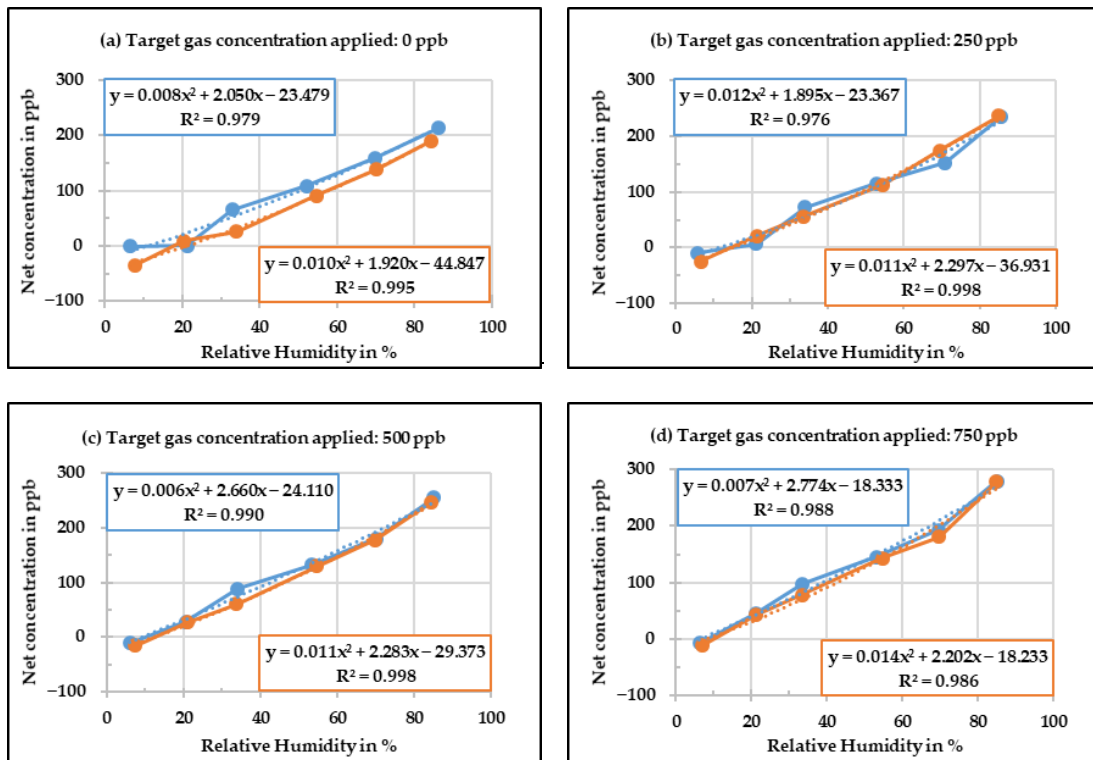 (a) Target gas concentration applied: 0 ppb
Net concentration in ppb
300
200
100
0
−100
y = 0.008x² + 2.050x − 23.479
R² = 0.979
y = 0.010x² + 1.920x − 44.847
R² = 0.995
0 20 40 60 80 100
Relative Humidity in %
(b) Target gas concentration applied: 250 ppb
Net concentration in ppb
300
200
100
0
−100
y = 0.012x² + 1.895x − 23.367
R² = 0.976
y = 0.011x² + 2.297x − 36.931
R² = 0.998
0 20 40 60 80 100
Relative Humidity in %
(c) Target gas concentration applied: 500 ppb
Net concentration in ppb
300
200
100
0
−100
y = 0.006x² + 2.660x − 24.110
R² = 0.990
y = 0.011x² + 2.283x − 29.373
R² = 0.998
0 20 40 60 80 100
Relative Humidity in %
(d) Target gas concentration applied: 750 ppb
Net concentration in ppb
300
200
100
0
−100
y = 0.007x² + 2.774x − 18.333
R² = 0.988
y = 0.014x² + 2.202x − 18.233
R² = 0.986
0 20 40 60 80 100
Relative Humidity in %